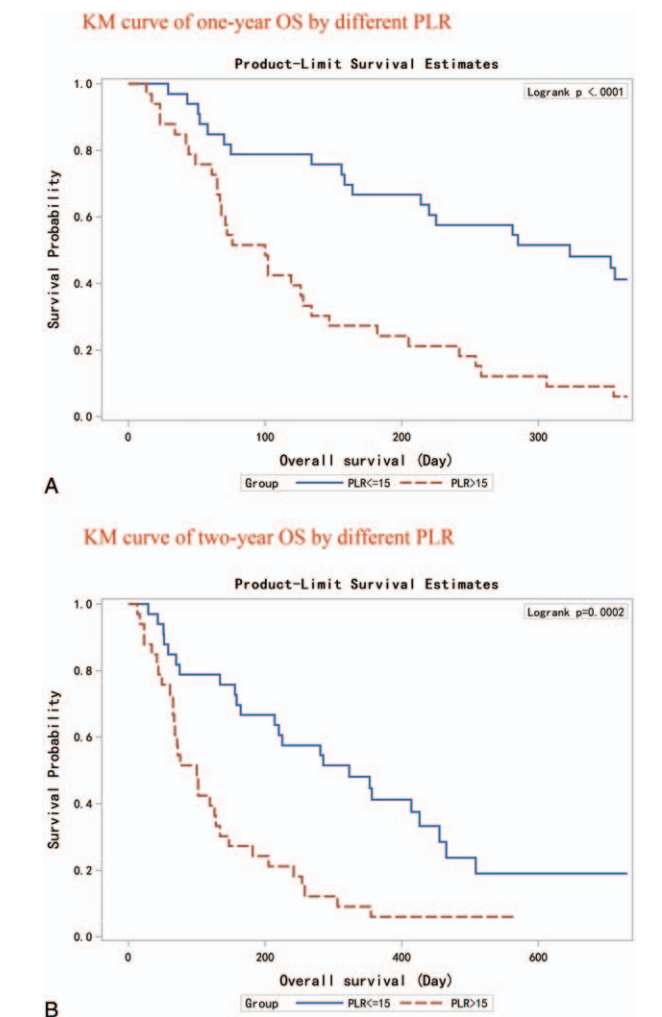 KM curve of one-year OS by different PLR
Product-Limit Survival Estimates
Logrank p <.0001
1.0
0.8
0.6
0.4
0.2
0.0
Survival Probability
0 100 200 300
Overall survival (Day)
Group PLR<=15 PLR>15
A
KM curve of two-year OS by different PLR
Product-Limit Survival Estimates
Logrank p=0.0002
1.0
0.8
0.6
0.4
0.2
0.0
Survival Probability
0 200 400 600
Overall survival (Day)
Group PLR<=15 PLR>15
B